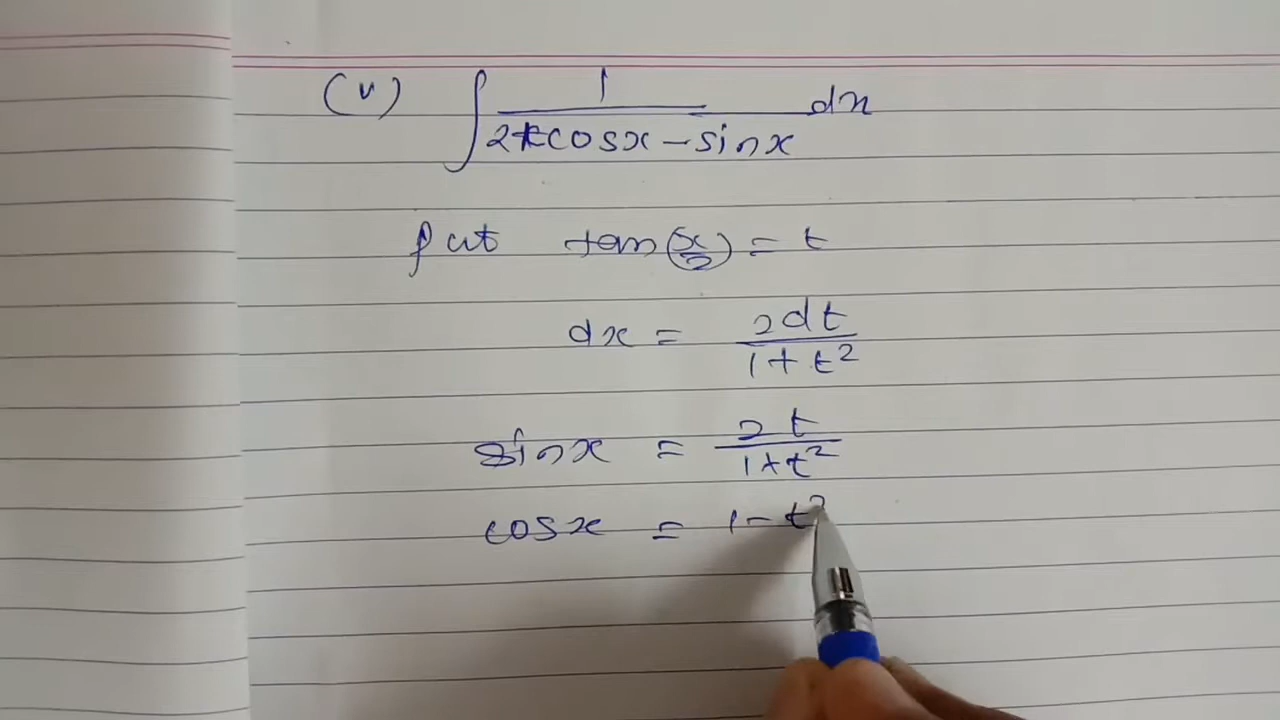 (v) ∫ 1/(2+cosx - sinx) dx
put tan(x/2) = t
dx = 2dt/(1+t²)
sinx = 2t/(1+t²)
cosx = 1-t²